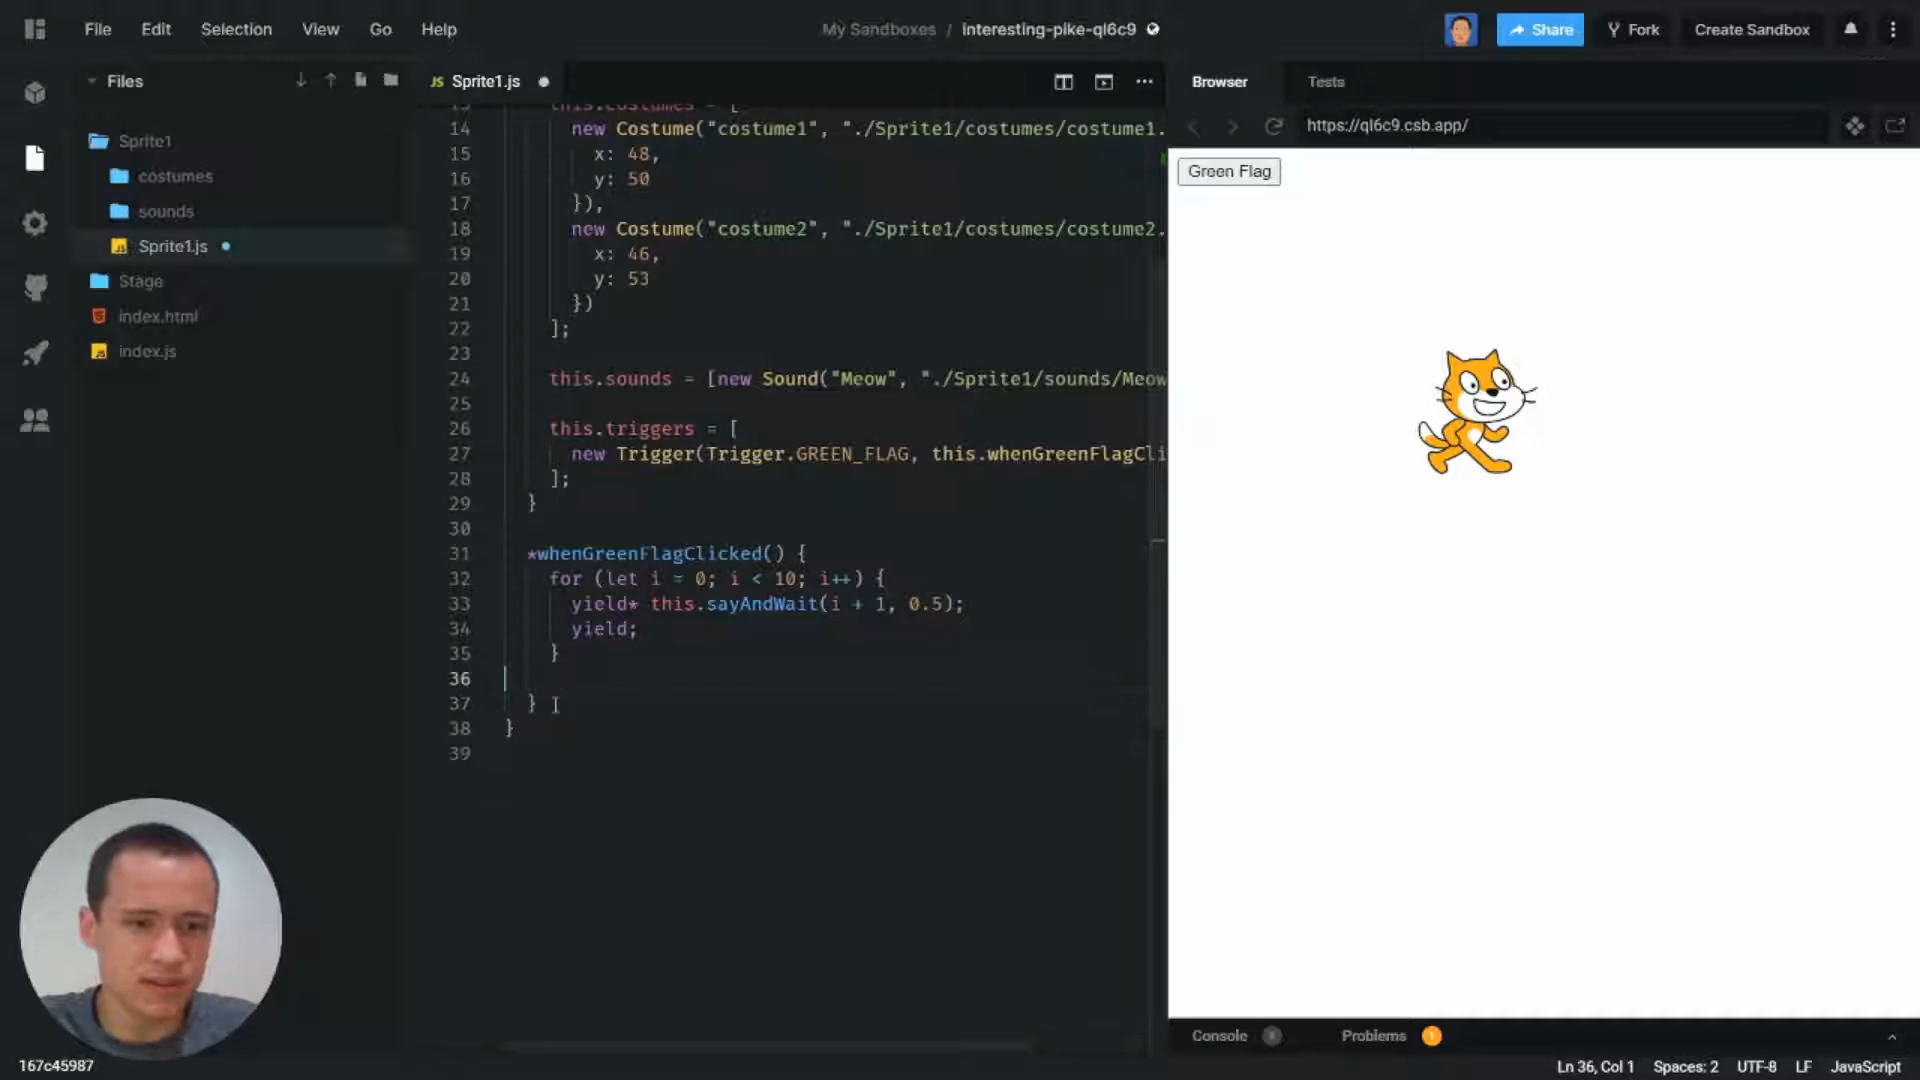 File Edit Selection View Go Help
My Sandboxes / interesting-pike-ql6c9
Share Fork Create Sandbox
Files
JS Sprite1.js
Browser Tests
https://ql6c9.csb.app/
Sprite1
costumes
sounds
Sprite1.js
Stage
index.html
index.js
13 this.costumes = [
14 new Costume("costume1", "./Sprite1/costumes/costume1.
15 x: 48,
16 y: 50
17 }),
18 new Costume("costume2", "./Sprite1/costumes/costume2.
19 x: 46,
20 y: 53
21 })
22 ];
23
24 this.sounds = [new Sound("Meow", "./Sprite1/sounds/Meow
25
26 this.triggers = [
27 new Trigger(Trigger.GREEN_FLAG, this.whenGreenFlagCli
28 ];
29 }
30
31 *whenGreenFlagClicked() {
32 for (let i = 0; i < 10; i++) {
33 yield* this.sayAndWait(i + 1, 0.5);
34 yield;
35 }
36
37 }
38 }
39
Green Flag
Console Problems 1
167c45987
Ln 36, Col 1 Spaces: 2 UTF-8 LF JavaScript